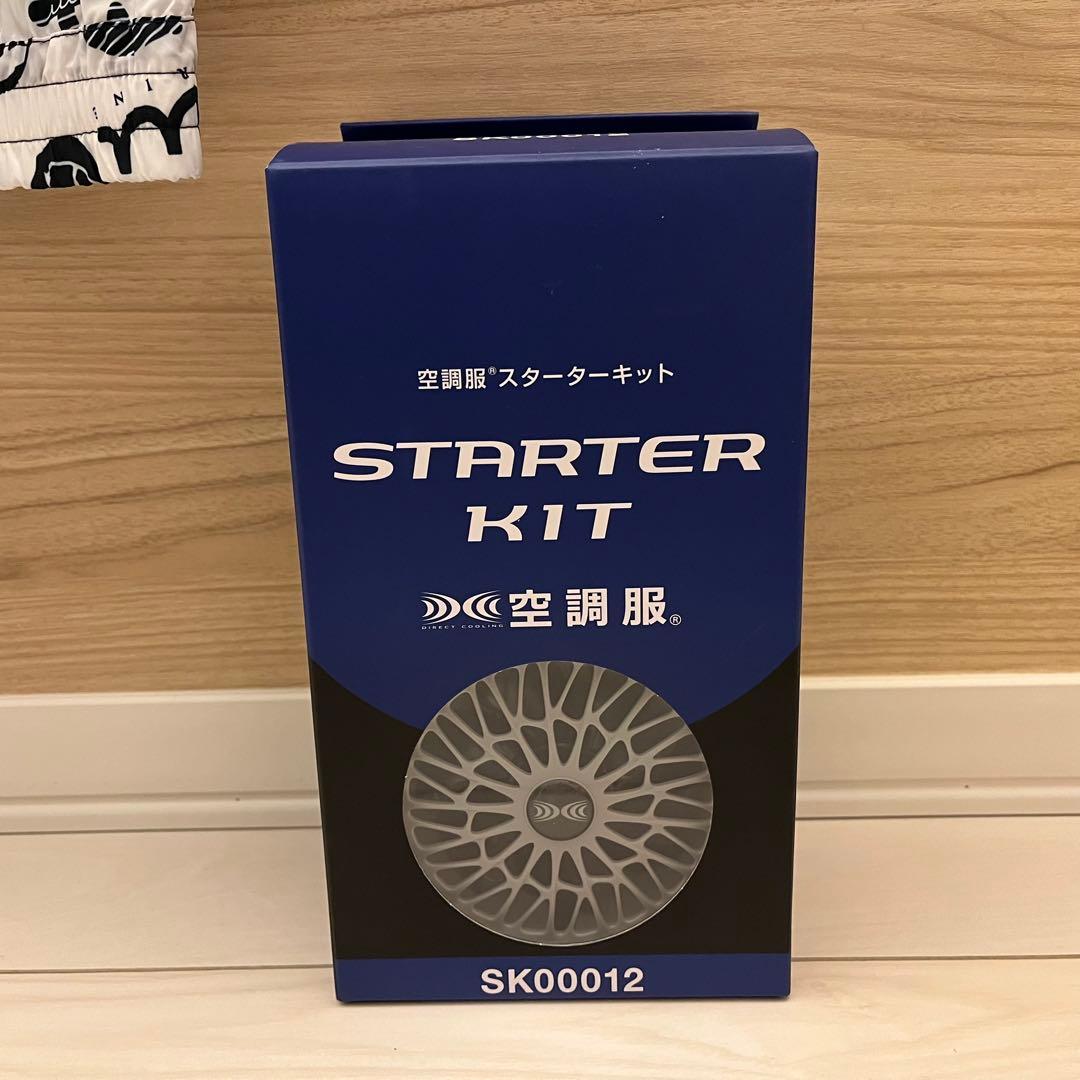 SK00012
空調服®スターターキット
STARTER
KIT
DIRECT COOLING
空調服®
SK00012